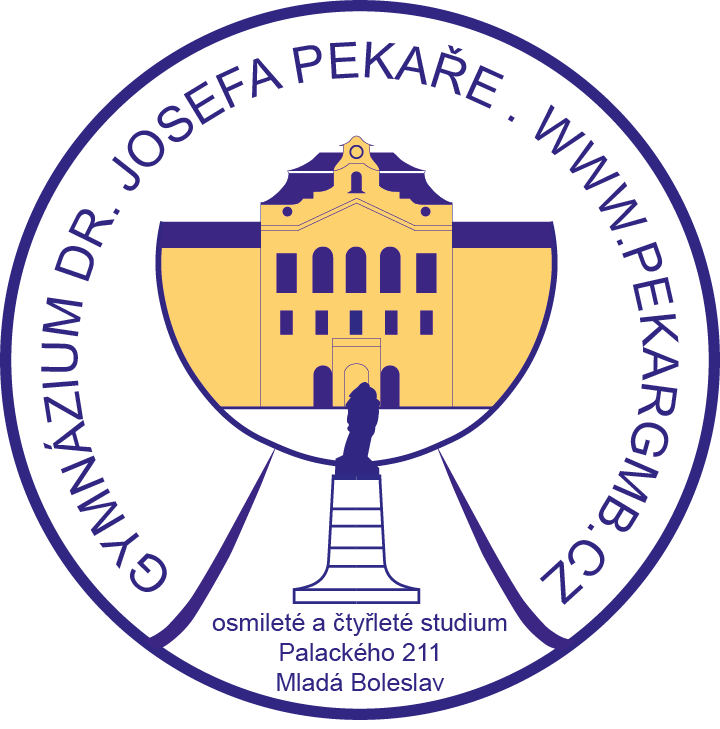 GYMNÁZIUM DR. JOSEFA PEKAŘE . WWW.PEKARGMB.CZ
osmileté a čtyřleté studium
Palackého 211
Mladá Boleslav